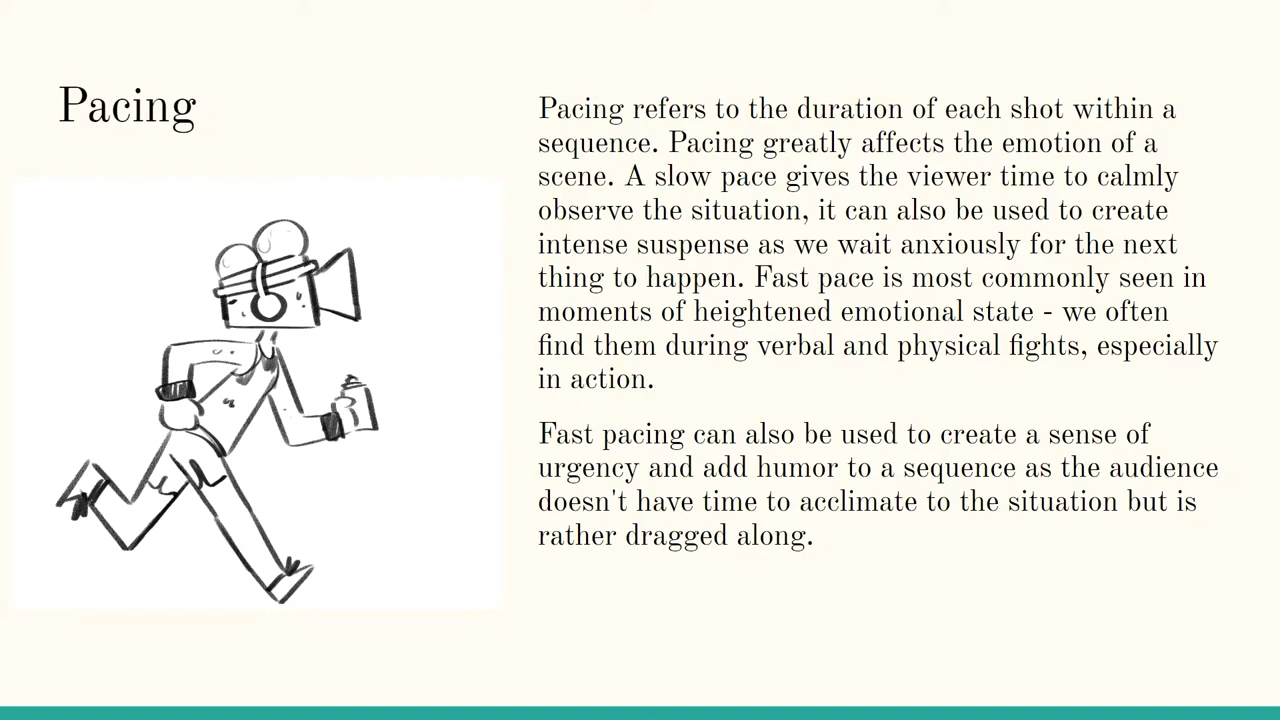 Pacing
Pacing refers to the duration of each shot within a
sequence. Pacing greatly affects the emotion of a
scene. A slow pace gives the viewer time to calmly
observe the situation, it can also be used to create
intense suspense as we wait anxiously for the next
thing to happen. Fast pace is most commonly seen in
moments of heightened emotional state - we often
find them during verbal and physical fights, especially
in action.
Fast pacing can also be used to create a sense of
urgency and add humor to a sequence as the audience
doesn't have time to acclimate to the situation but is
rather dragged along.